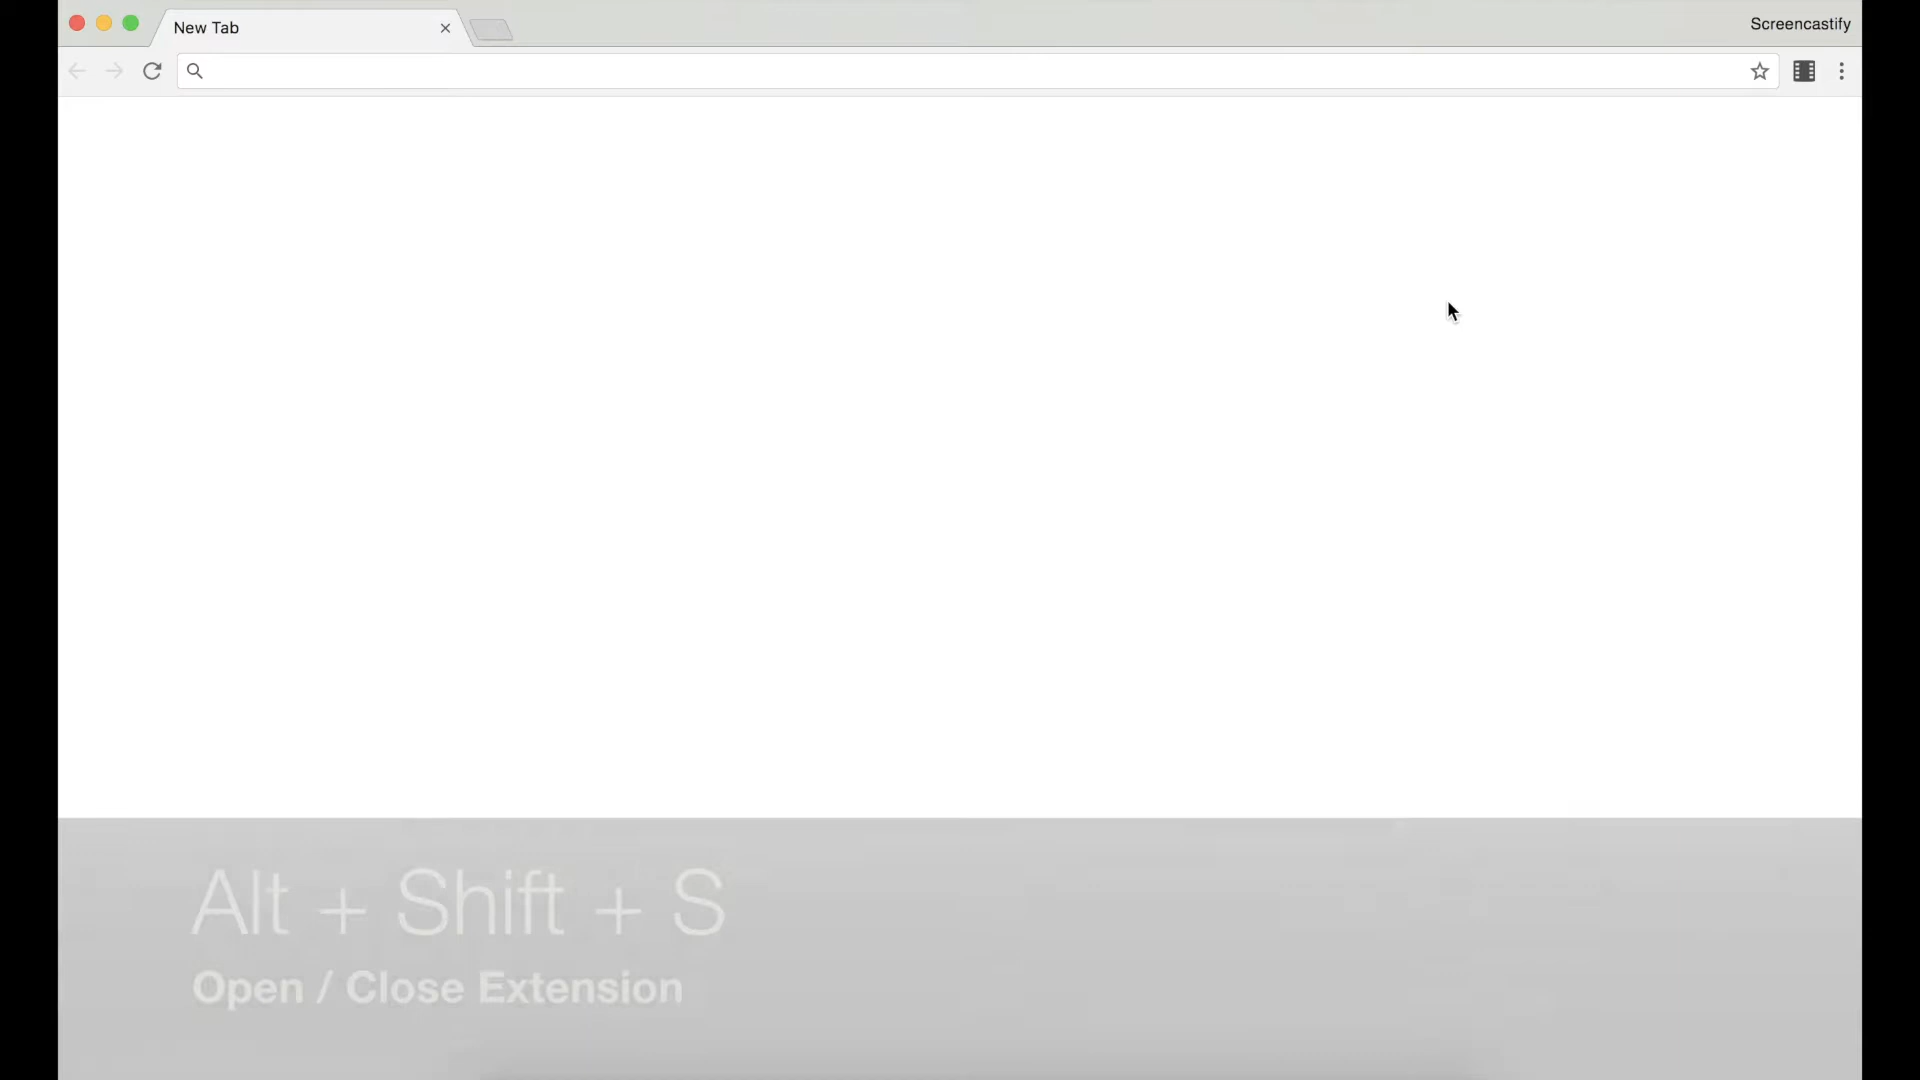 New Tab
Screencastify
Alt + Shift + S
Open / Close Extension